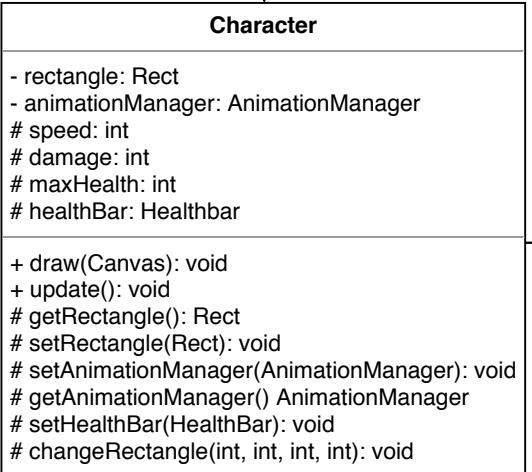 Character
- rectangle: Rect
- animationManager: AnimationManager
# speed: int
# damage: int
# maxHealth: int
# healthBar: Healthbar
+ draw(Canvas): void
+ update(): void
# getRectangle(): Rect
# setRectangle(Rect): void
# setAnimationManager(AnimationManager): void
# getAnimationManager() AnimationManager
# setHealthBar(HealthBar): void
# changeRectangle(int, int, int, int): void